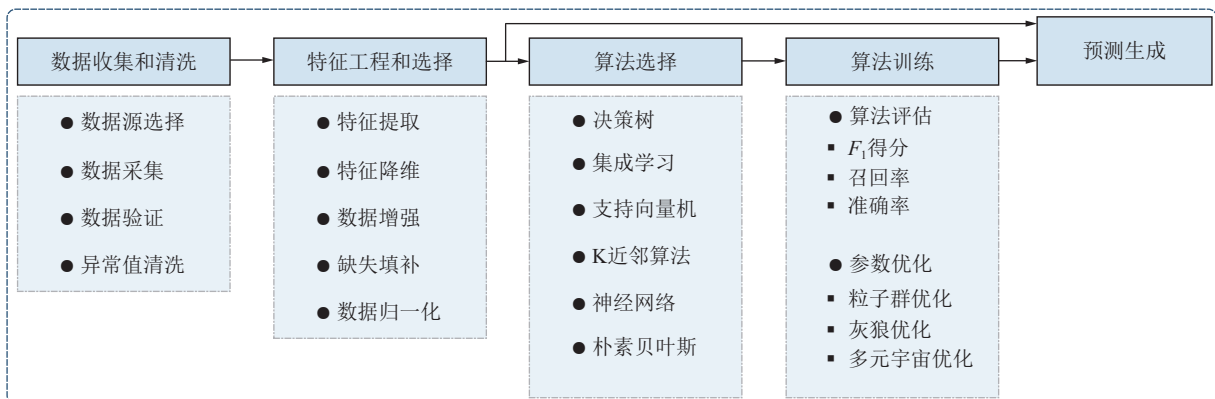 数据收集和清洗
特征工程和选择
算法选择
算法训练
预测生成
● 数据源选择
● 数据采集
● 数据验证
● 异常值清洗
● 特征提取
● 特征降维
● 数据增强
● 缺失填补
● 数据归一化
● 决策树
● 集成学习
● 支持向量机
● K近邻算法
● 神经网络
● 朴素贝叶斯
● 算法评估
▪ F₁得分
▪ 召回率
▪ 准确率
● 参数优化
▪ 粒子群优化
▪ 灰狼优化
▪ 多元宇宙优化